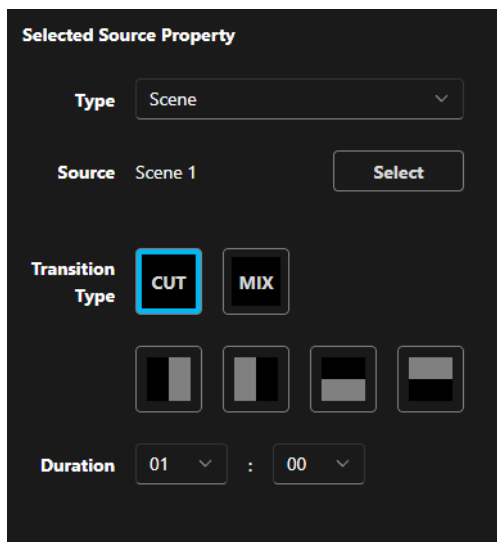 Selected Source Property
Type Scene
Source Scene 1 Select
Transition
Type
CUT MIX
Duration 01 : 00